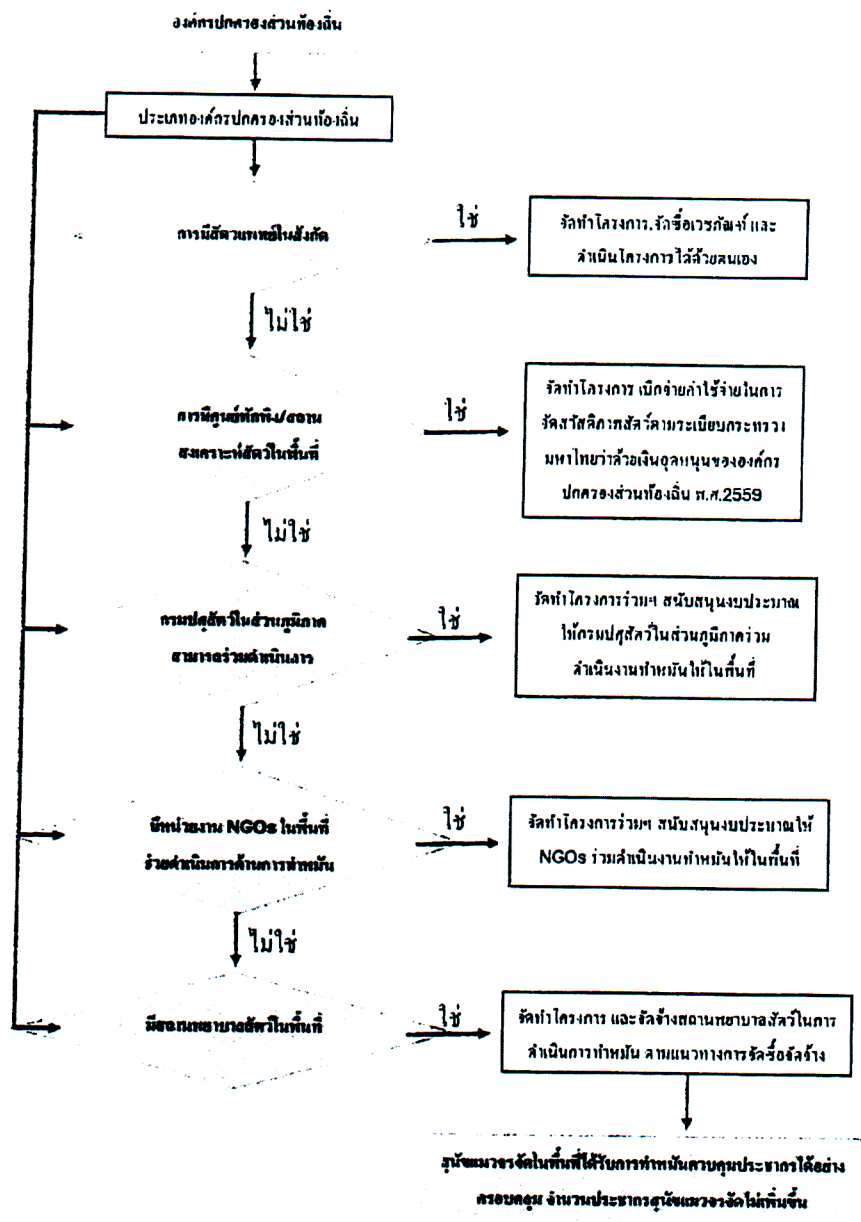 องค์กรปกครองส่วนท้องถิ่น
ประเภทองค์กรปกครองส่วนท้องถิ่น
การมีสัตวแพทย์ในสังกัด
ใช่
จัดทำโครงการ, จัดซื้อเวชภัณฑ์ และ
ดำเนินโครงการได้ด้วยตนเอง
ไม่ใช่
การมีศูนย์พักพิง/สถาน
สงเคราะห์สัตว์ในพื้นที่
ใช่
จัดทำโครงการ เบิกจ่ายค่าใช้จ่ายในการ
จัดสวัสดิภาพสัตว์ตามระเบียบกระทรวง
มหาไทยว่าด้วยเงินอุดหนุนขององค์กร
ปกครองส่วนท้องถิ่น พ.ศ.2559
ไม่ใช่
กรมปศุสัตว์ในส่วนภูมิภาค
สามารถร่วมดำเนินงาร
ใช่
จัดทำโครงการร่วมฯ สนับสนุนงบประมาณ
ให้กรมปศุสัตว์ในส่วนภูมิภาคร่วม
ดำเนินงานทำหมันให้ในพื้นที่
ไม่ใช่
มีหน่วยงาน NGOs ในพื้นที่
ช่วยดำเนินการด้านการทำหมัน
ใช่
จัดทำโครงการร่วมฯ สนับสนุนงบประมาณให้
NGOs ร่วมดำเนินงานทำหมันให้ในพื้นที่
ไม่ใช่
มีสถานพยาบาลสัตว์ในพื้นที่
ใช่
จัดทำโครงการ และจัดจ้างสถานพยาบาลสัตว์ในการ
ดำเนินการทำหมัน ตามแนวทางการจัดซื้อจัดจ้าง
สุนัขแมวจรจัดในพื้นที่ได้รับการทำหมันควบคุมประชากรได้อย่าง
ครอบคลุม จำนวนประชากรสุนัขแมวจรจัดไม่เพิ่มขึ้น